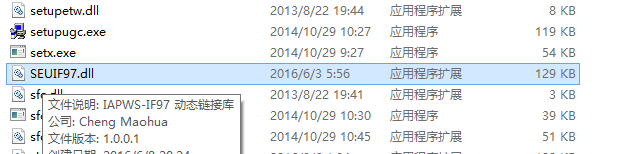 setupetw.dll 2013/8/22 19:44 应用程序扩展 8 KB
setupugc.exe 2014/10/29 10:27 应用程序 119 KB
setx.exe 2014/10/29 9:27 应用程序 54 KB
SEUIF97.dll 2016/6/3 5:56 应用程序扩展 129 KB
sfc.dll 2013/8/22 19:41 应用程序扩展 3 KB
文件说明: IAPWS-IF97 动态链接库
2014/10/29 10:30 应用程序 39 KB
公司: Cheng Maohua
2014/10/29 10:45 应用程序扩展 51 KB
文件版本: 1.0.0.1